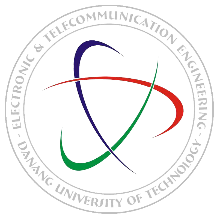 · ELECTRONIC & TELECOMMUNICATION ENGINEERING ·
DANANG UNIVERSITY OF TECHNOLOGY